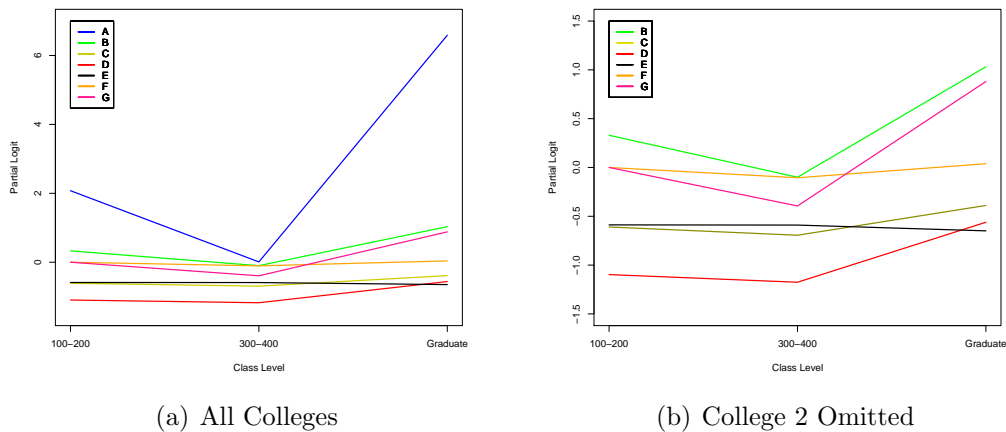 A
B
C
D
E
F
G
Partial Logit
6
4
2
0
100–200
300–400
Graduate
Class Level
(a) All Colleges
B
C
D
E
F
G
Partial Logit
1.5
1.0
0.5
0.0
−0.5
−1.0
−1.5
100–200
300–400
Graduate
Class Level
(b) College 2 Omitted